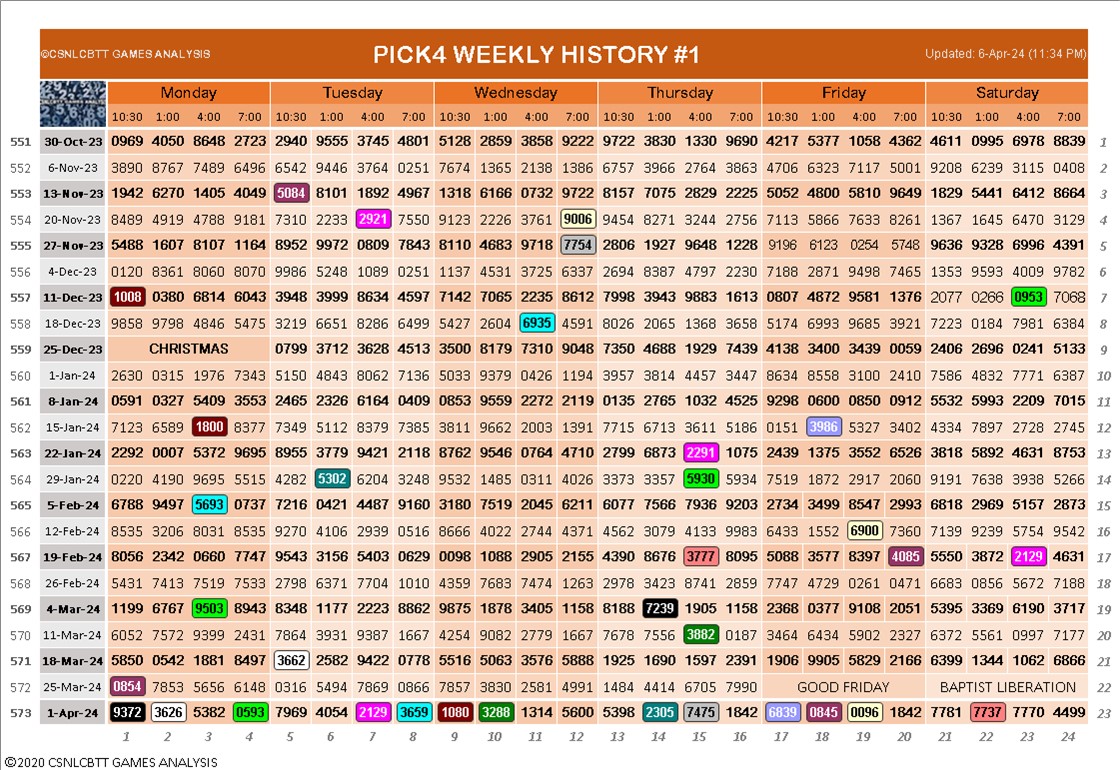 ©CSNLCBTT GAMES ANALYSIS PICK4 WEEKLY HISTORY #1 Updated: 6-Apr-24 (11:34 PM)
Monday Tuesday Wednesday Thursday Friday Saturday
10:30 1:00 4:00 7:00 10:30 1:00 4:00 7:00 10:30 1:00 4:00 7:00 10:30 1:00 4:00 7:00 10:30 1:00 4:00 7:00 10:30 1:00 4:00 7:00
551 30-Oct-23 0969 4050 8648 2723 2940 9555 3745 4801 5128 2859 3858 9222 9722 3830 1330 9690 4217 5377 1058 4362 4611 0995 6978 8839 1
552 6-Nov-23 3890 8767 7489 6496 6542 9446 3764 0251 7674 1365 2138 1386 6757 3966 2764 3863 4706 6323 7117 5001 9208 6239 3115 0408 2
553 13-Nov-23 1942 6270 1405 4049 5084 8101 1892 4967 1318 6166 0732 9722 8157 7075 2829 2225 5052 4800 5810 9649 1829 5441 6412 8664 3
554 20-Nov-23 8489 4919 4788 9181 7310 2233 2921 7550 9123 2226 3761 9006 9454 8271 3244 2756 7113 5066 7633 8261 1367 1645 6470 3129 4
555 27-Nov-23 5488 1607 8107 1164 8952 9972 0809 7843 8110 4683 9718 7754 2806 1927 9648 1228 9196 6123 0254 5748 9636 9328 6996 4391 5
556 4-Dec-23 0120 8361 8060 8070 9986 5248 1089 0251 1137 4531 3725 6337 2694 8387 4797 2230 7188 2871 9498 7465 1353 9593 4009 9782 6
557 11-Dec-23 1008 0380 6814 6043 3948 3999 8634 4597 7142 7065 2235 8612 7998 3943 9883 1613 0807 4872 9581 1376 2077 0266 0953 7068 7
558 18-Dec-23 9858 9798 4846 5475 3219 6651 8286 6499 5427 2604 6935 4591 8026 2065 1368 3658 5174 6993 9685 3921 7223 0184 7981 6384 8
559 25-Dec-23 CHRISTMAS 0799 3712 3628 4513 3500 8179 7310 9048 7350 4688 1929 7439 4138 3400 3439 0059 2406 2696 0241 5133 9
560 1-Jan-24 2630 0315 1976 7343 5150 4843 8062 7136 5033 9379 0426 1194 3957 3814 4457 3447 8634 8558 3100 2410 7586 4832 7771 6387 10
561 8-Jan-24 0591 0327 5409 3553 2465 2326 6164 0409 0853 9559 2272 2119 0135 2765 1032 4525 9298 0600 0850 0912 5532 5993 2209 7015 11
562 15-Jan-24 7123 6589 1800 8377 7349 5112 8379 7385 3811 9662 2003 1391 7715 6713 3611 5186 0151 3986 5327 3402 4334 7897 2728 2745 12
563 22-Jan-24 2292 0007 5372 9695 8955 3779 9421 2118 8762 9546 0764 4710 2799 6873 2291 1075 2439 1375 3552 6526 3818 5892 4631 8753 13
564 29-Jan-24 0220 4190 9695 5515 4282 5302 6204 3248 9532 1485 0311 4026 3373 3357 5930 5934 7519 1872 2917 2060 9191 7638 3938 5266 14
565 5-Feb-24 6788 9497 5693 0737 7216 0421 4487 9160 3180 7519 2045 6211 6077 7566 7936 9203 2734 3499 8547 2993 6818 2969 5157 2873 15
566 12-Feb-24 8535 3206 8031 8535 9270 4106 2939 0516 8666 4022 2744 4371 4562 3079 4133 9983 6433 1552 6900 7360 7139 9239 5754 9542 16
567 19-Feb-24 8056 2342 0660 7747 9543 3156 5403 0629 0098 1088 2905 2155 4390 8676 3777 8095 5088 3577 8397 4085 5550 3872 2129 4631 17
568 26-Feb-24 5431 7413 7519 7533 2798 6371 7704 1010 4359 7683 7474 1263 2978 3423 8741 2859 7747 4729 0261 0471 6683 0856 5672 7188 18
569 4-Mar-24 1199 6767 9503 8943 8348 1177 2223 8862 9875 1878 3405 1158 8188 7239 1905 1158 2368 0377 9108 2051 5395 3369 6190 3717 19
570 11-Mar-24 6052 7572 9399 2431 7864 3931 9387 1667 4254 9082 2779 1667 7678 7556 3882 0187 3464 6434 5902 2327 6372 5561 0997 7177 20
571 18-Mar-24 5850 0542 1881 8497 3662 2582 9422 0778 5516 5063 3576 5888 1925 1690 1597 2391 1906 9905 5829 2166 6399 1344 1062 6866 21
572 25-Mar-24 0854 7853 5656 6148 0316 5494 7869 0866 7857 3830 2581 4991 1484 4414 6705 7990 GOOD FRIDAY BAPTIST LIBERATION 22
573 1-Apr-24 9372 3626 5382 0593 7969 4054 2129 3659 1080 3288 1314 5600 5398 2305 7475 1842 6839 0845 0096 1842 7781 7737 7770 4499 23
1 2 3 4 5 6 7 8 9 10 11 12 13 14 15 16 17 18 19 20 21 22 23 24
©2020 CSNLCBTT GAMES ANALYSIS